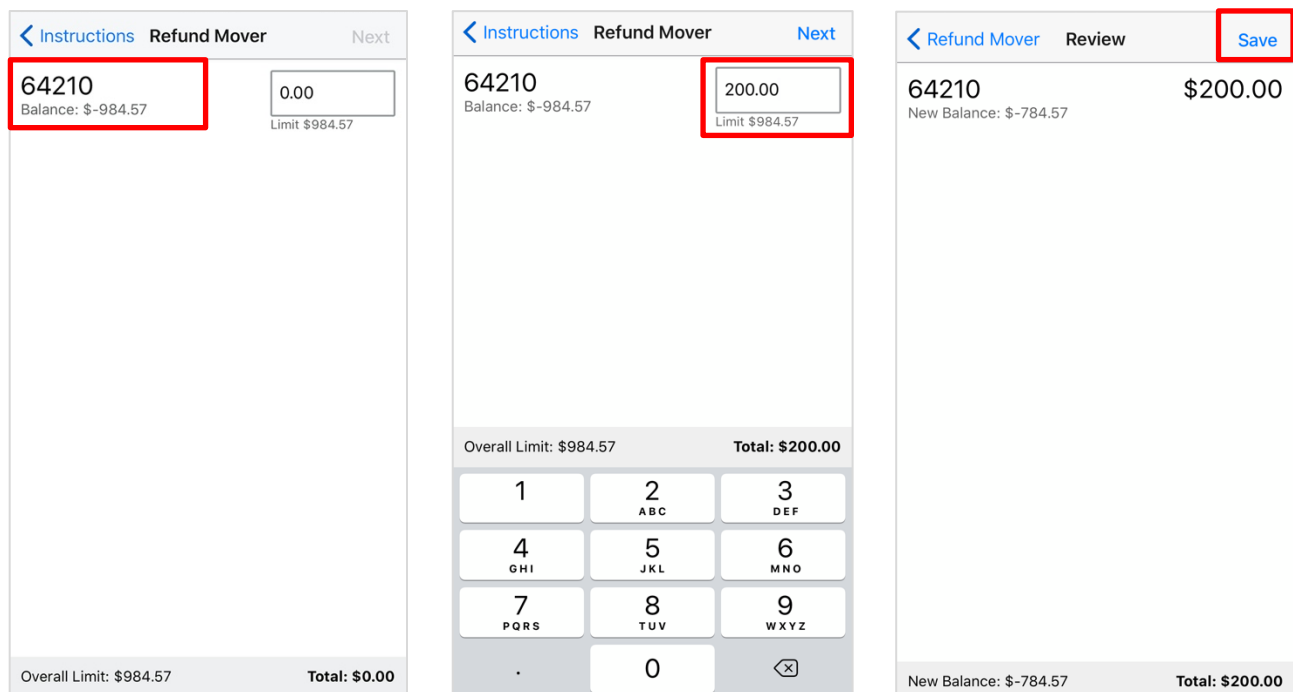 Instructions Refund Mover Next
64210
Balance: $-984.57
0.00
Limit $984.57
Overall Limit: $984.57 Total: $0.00
Instructions Refund Mover Next
64210
Balance: $-984.57
200.00
Limit $984.57
Overall Limit: $984.57 Total: $200.00
1 2 3
ABC DEF
4 5 6
GHI JKL MNO
7 8 9
PQRS TUV WXYZ
. 0
Refund Mover Review Save
64210 $200.00
New Balance: $-784.57
New Balance: $-784.57 Total: $200.00